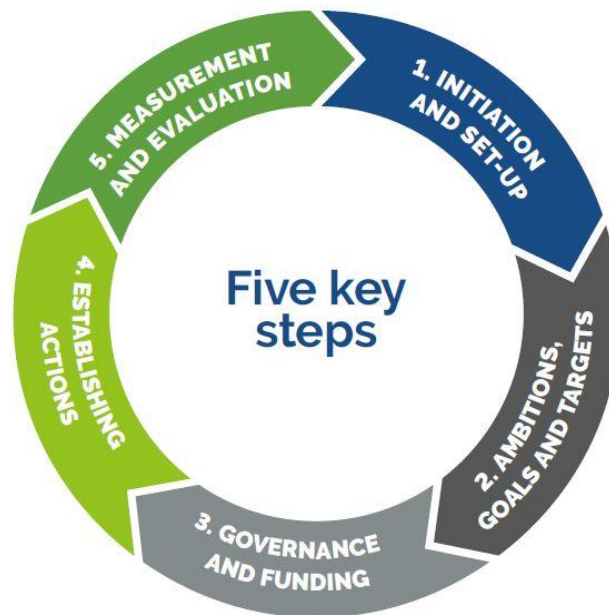 Five key
steps
1. INITIATION
AND SET-UP
2. AMBITIONS,
GOALS AND TARGETS
3. GOVERNANCE
AND FUNDING
4. ESTABLISHING
ACTIONS
5. MEASUREMENT
AND EVALUATION